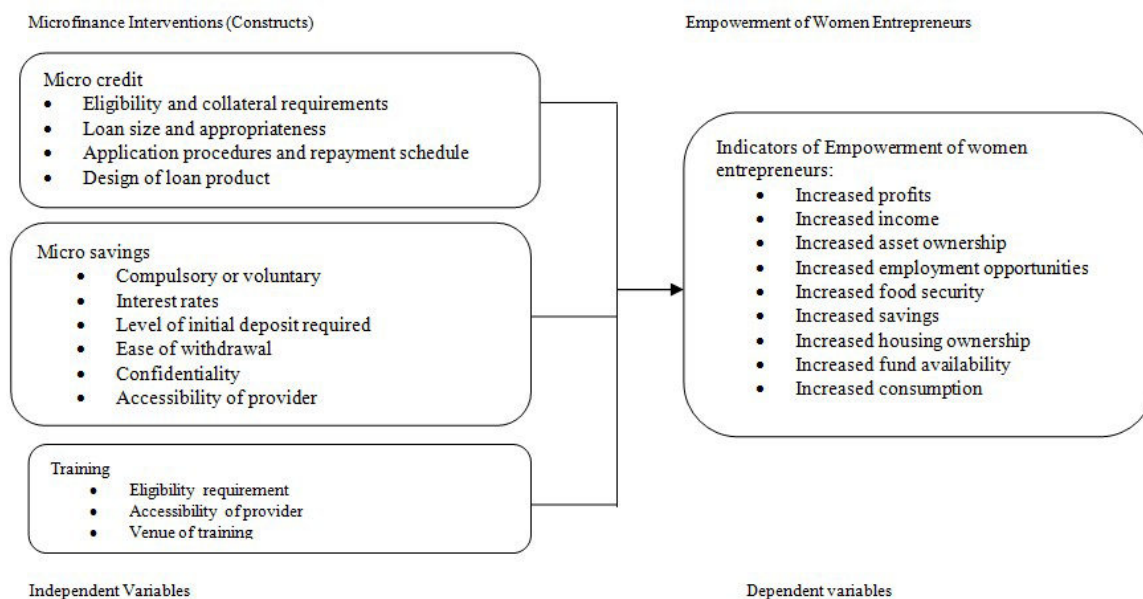 Microfinance Interventions (Constructs)
Empowerment of Women Entrepreneurs
Micro credit
• Eligibility and collateral requirements
• Loan size and appropriateness
• Application procedures and repayment schedule
• Design of loan product
Micro savings
• Compulsory or voluntary
• Interest rates
• Level of initial deposit required
• Ease of withdrawal
• Confidentiality
• Accessibility of provider
Training
• Eligibility requirement
• Accessibility of provider
• Venue of training
Indicators of Empowerment of women
entrepreneurs:
• Increased profits
• Increased income
• Increased asset ownership
• Increased employment opportunities
• Increased food security
• Increased savings
• Increased housing ownership
• Increased fund availability
• Increased consumption
Independent Variables
Dependent variables